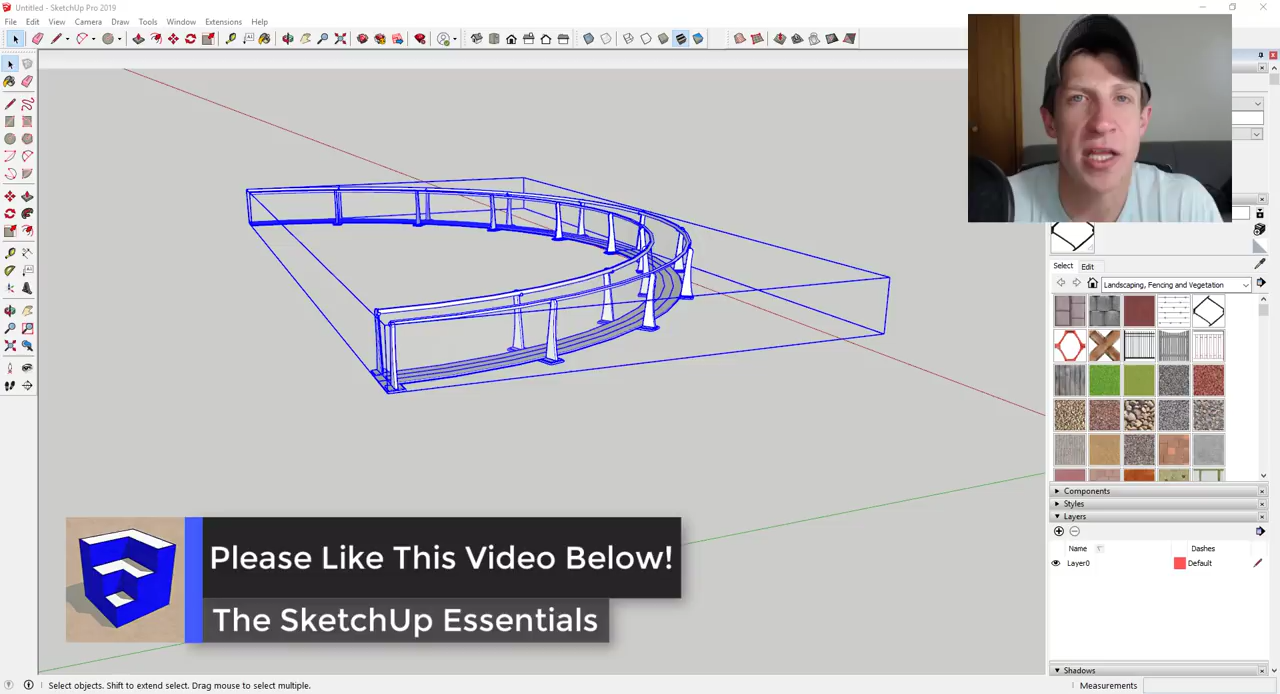 Untitled - SketchUp Pro 2019
File Edit View Camera Draw Tools Window Extensions Help
Select Edit
Landscaping, Fencing and Vegetation
Components
Styles
Layers
Name Dashes
Layer0 Default
Please Like This Video Below!
The SketchUp Essentials
Shadows
Select objects. Shift to extend select. Drag mouse to select multiple.
Measurements